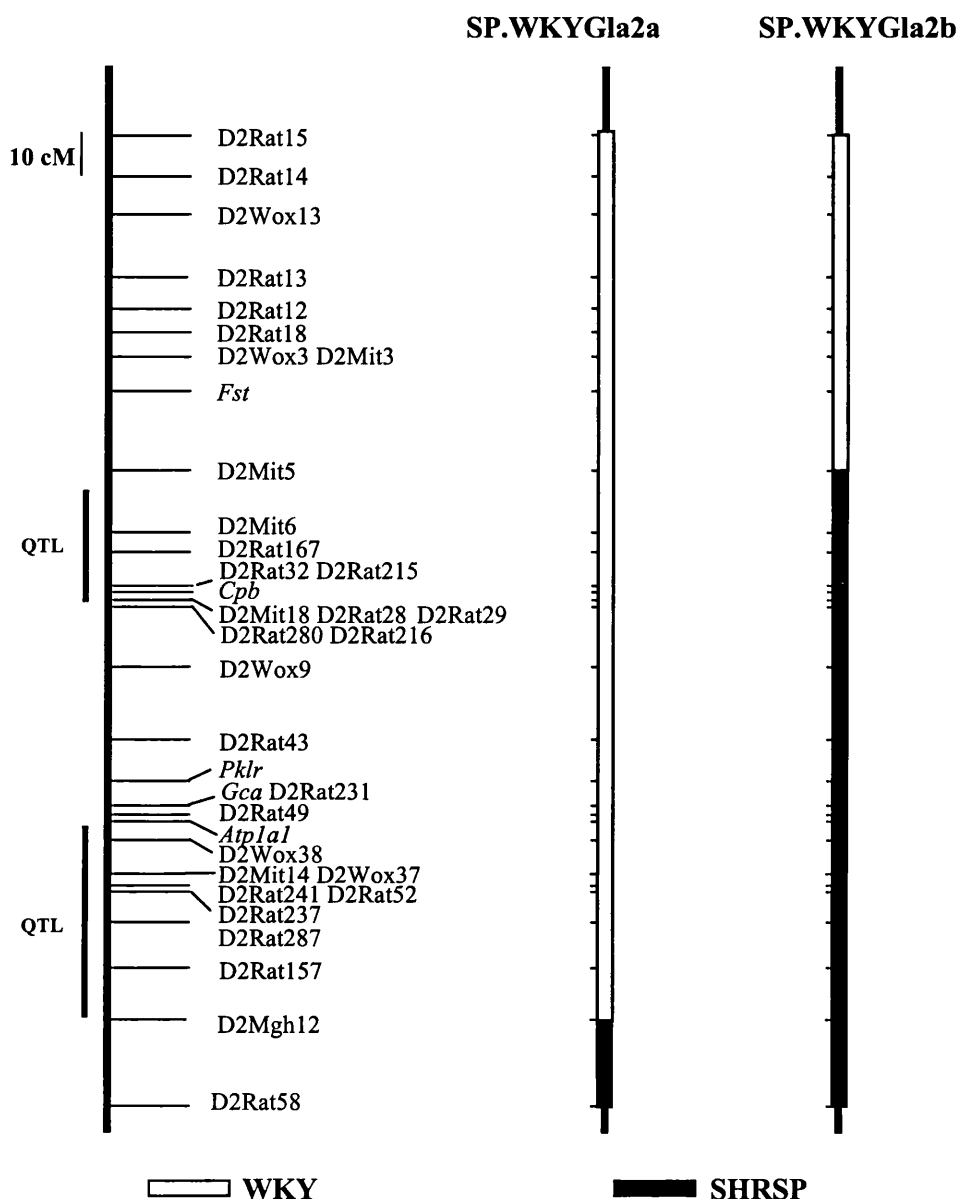 SP.WKYGla2a SP.WKYGla2b
10 cM
D2Rat15
D2Rat14
D2Wox13
D2Rat13
D2Rat12
D2Rat18
D2Wox3 D2Mit3
Fst
D2Mit5
QTL
D2Mit6
D2Rat167
D2Rat32 D2Rat215
Cpb
D2Mit18 D2Rat28 D2Rat29
D2Rat280 D2Rat216
D2Wox9
D2Rat43
Pklr
Gca D2Rat231
D2Rat49
Atp1a1
D2Wox38
D2Mit14 D2Wox37
D2Rat241 D2Rat52
D2Rat237
QTL
D2Rat287
D2Rat157
D2Mgh12
D2Rat58
WKY SHRSP